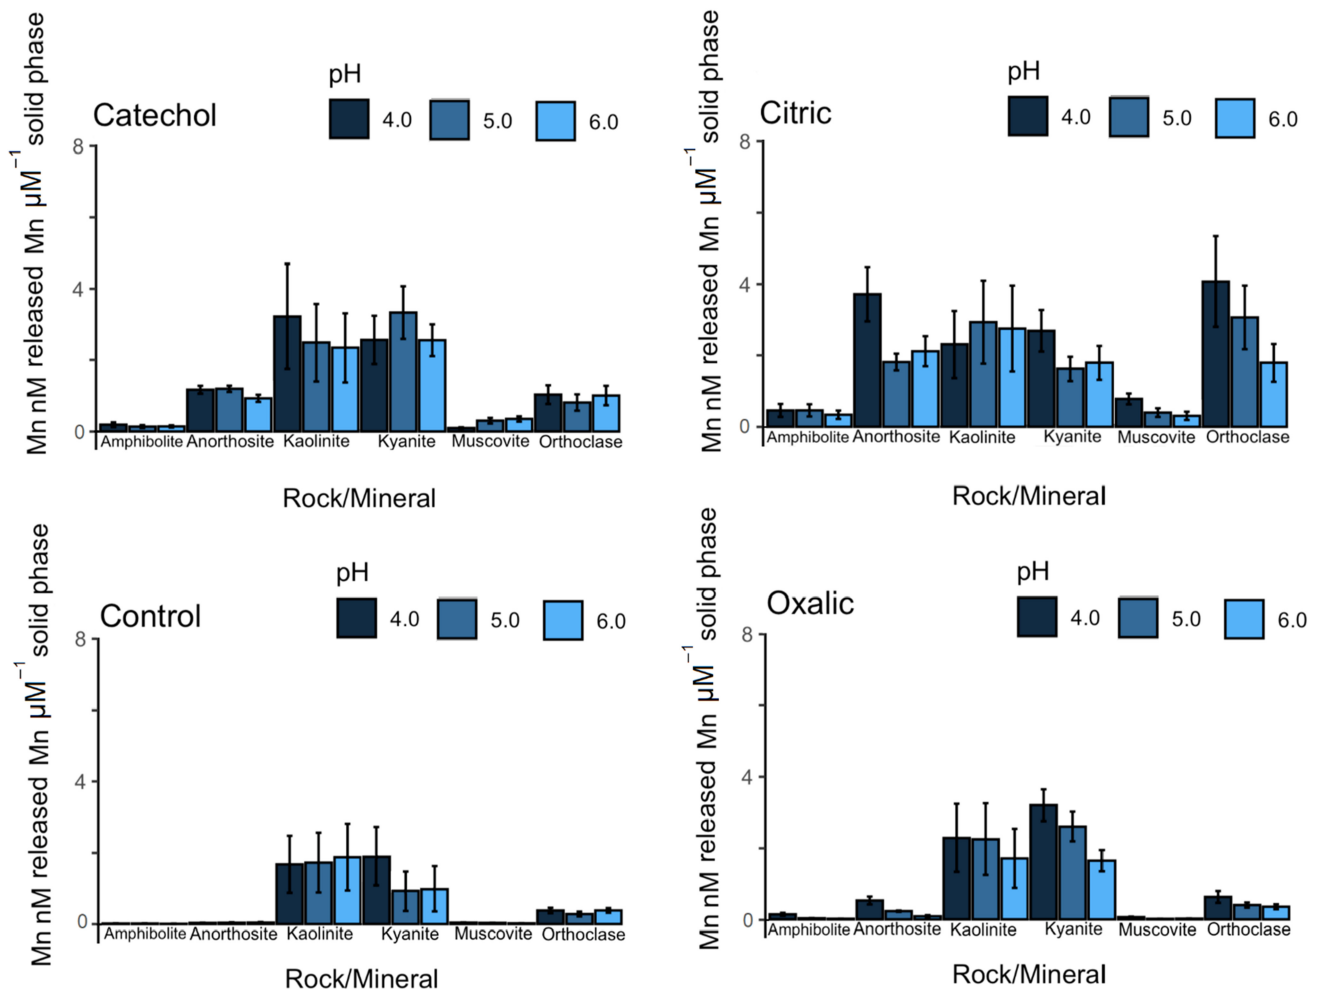 Catechol
pH
4.0
5.0
6.0
Mn nM released Mn µM⁻¹ solid phase
8
4
0
Amphibolite Anorthosite Kaolinite Kyanite Muscovite Orthoclase
Rock/Mineral
Citric
pH
4.0
5.0
6.0
Mn nM released Mn µM⁻¹ solid phase
8
4
0
Amphibolite Anorthosite Kaolinite Kyanite Muscovite Orthoclase
Rock/Mineral
Control
pH
4.0
5.0
6.0
Mn nM released Mn µM⁻¹ solid phase
8
4
0
Amphibolite Anorthosite Kaolinite Kyanite Muscovite Orthoclase
Rock/Mineral
Oxalic
pH
4.0
5.0
6.0
Mn nM released Mn µM⁻¹ solid phase
8
4
0
Amphibolite Anorthosite Kaolinite Kyanite Muscovite Orthoclase
Rock/Mineral